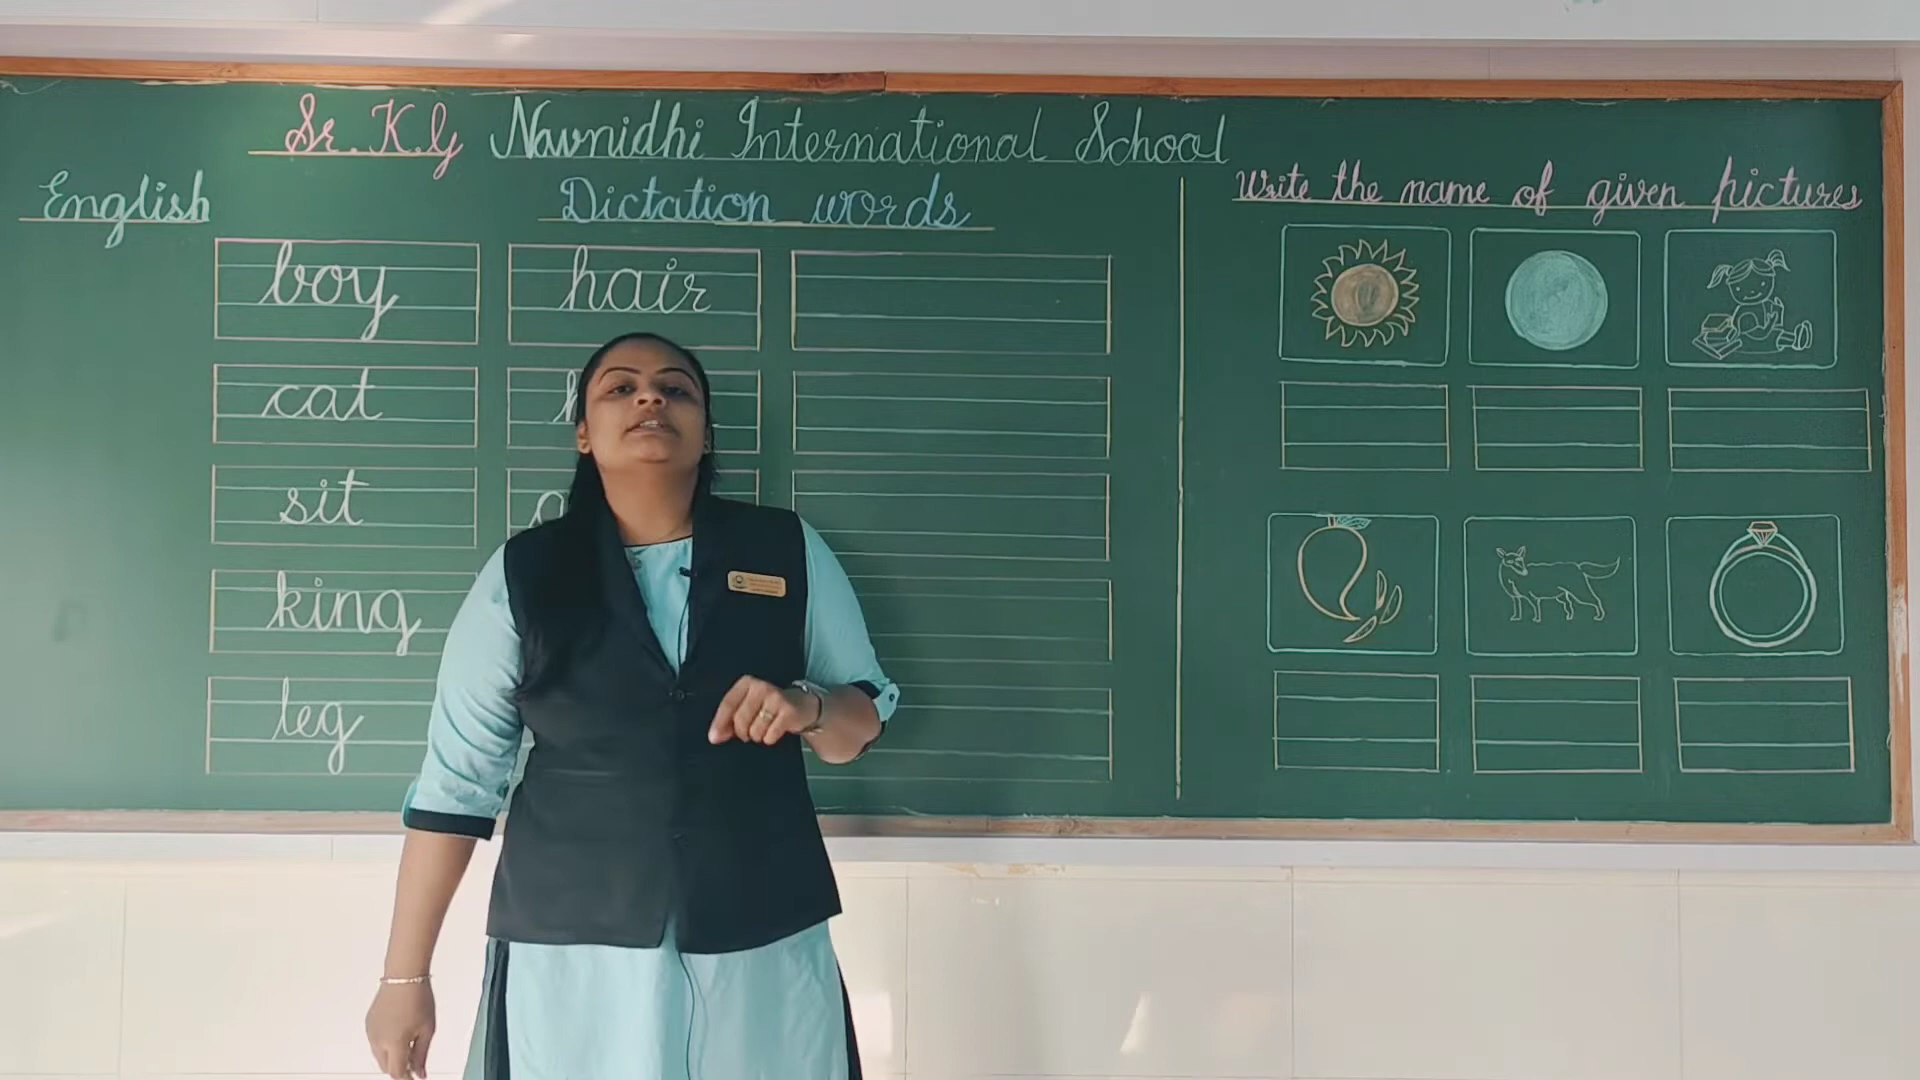 Sr. K.G Navnidhi International School
English
Dictation words
boy
cat
sit
king
leg
hair
Write the name of given pictures